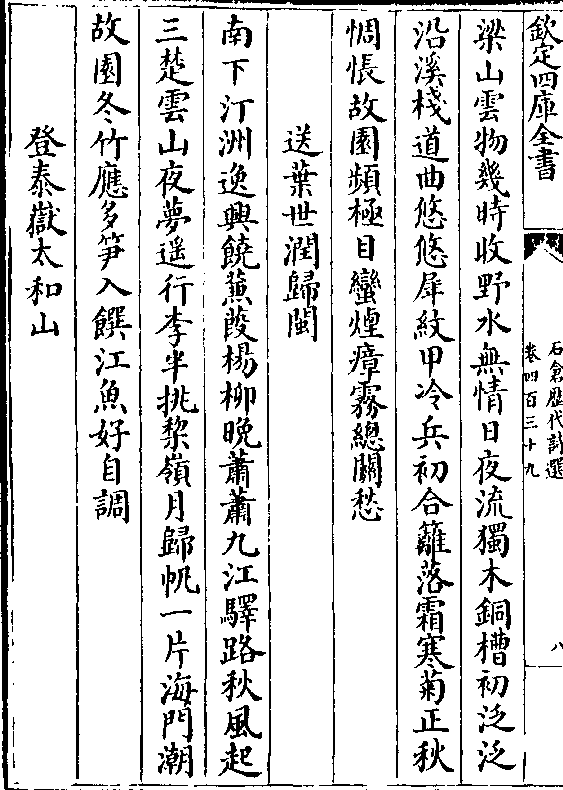 欽定四庫全書
石倉歴代詩選
卷四百三十九
八
梁山雲物幾時收野水無情日夜流獨木銅槽初泛泛
沿溪棧道曲悠悠犀紋甲冷兵初合籬落霜寒菊正秋
惆悵故園頻極目蠻煙瘴霧總關愁
送葉世潤歸閩
南下汀洲逸興饒蒹葭楊柳晚蕭蕭九江驛路秋風起
三楚雲山夜夢遥行李半挑黎嶺月歸帆一片海門潮
故園冬竹應多笋入饌江魚好自調
登泰嶽太和山